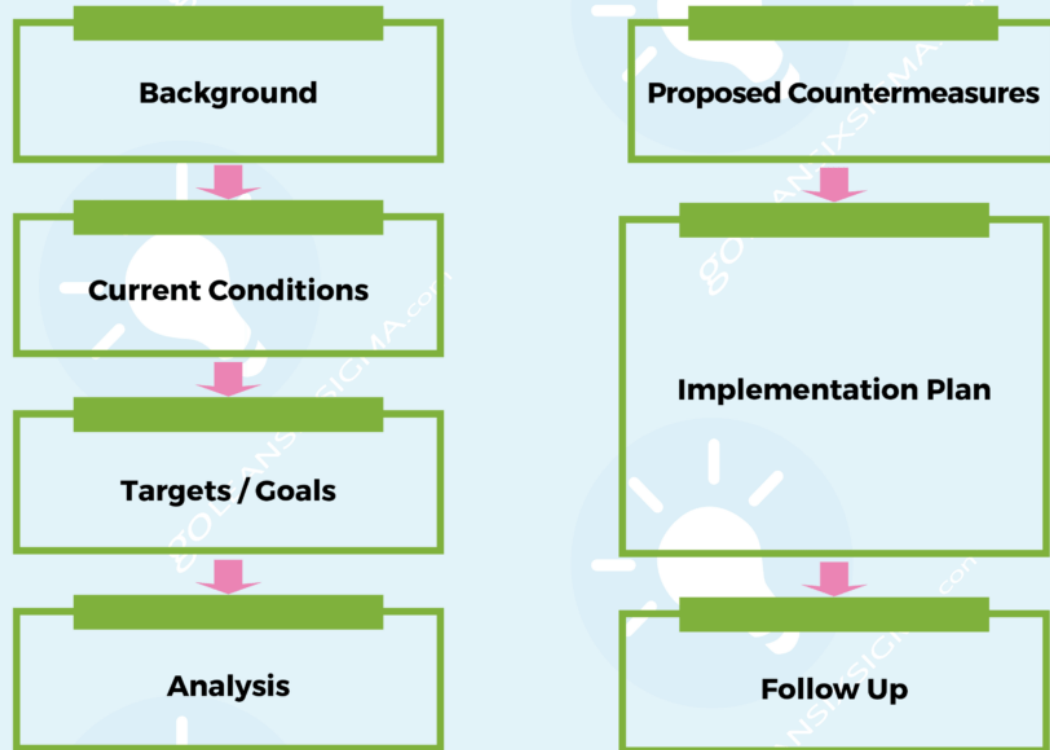 Background
Current Conditions
Targets / Goals
Analysis
Proposed Countermeasures
Implementation Plan
Follow Up